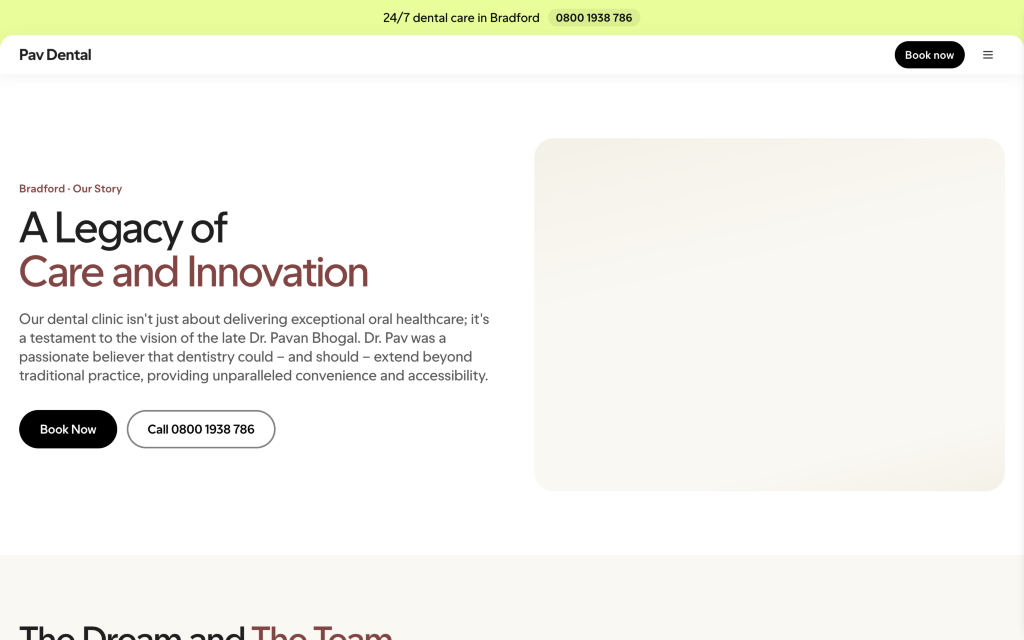 24/7 dental care in Bradford 0800 1938 786
Pav Dental
Book now
Bradford · Our Story
A Legacy of
Care and Innovation
Our dental clinic isn't just about delivering exceptional oral healthcare; it's
a testament to the vision of the late Dr. Pavan Bhogal. Dr. Pav was a
passionate believer that dentistry could – and should – extend beyond
traditional practice, providing unparalleled convenience and accessibility.
Book Now
Call 0800 1938 786
The Dream and The Team